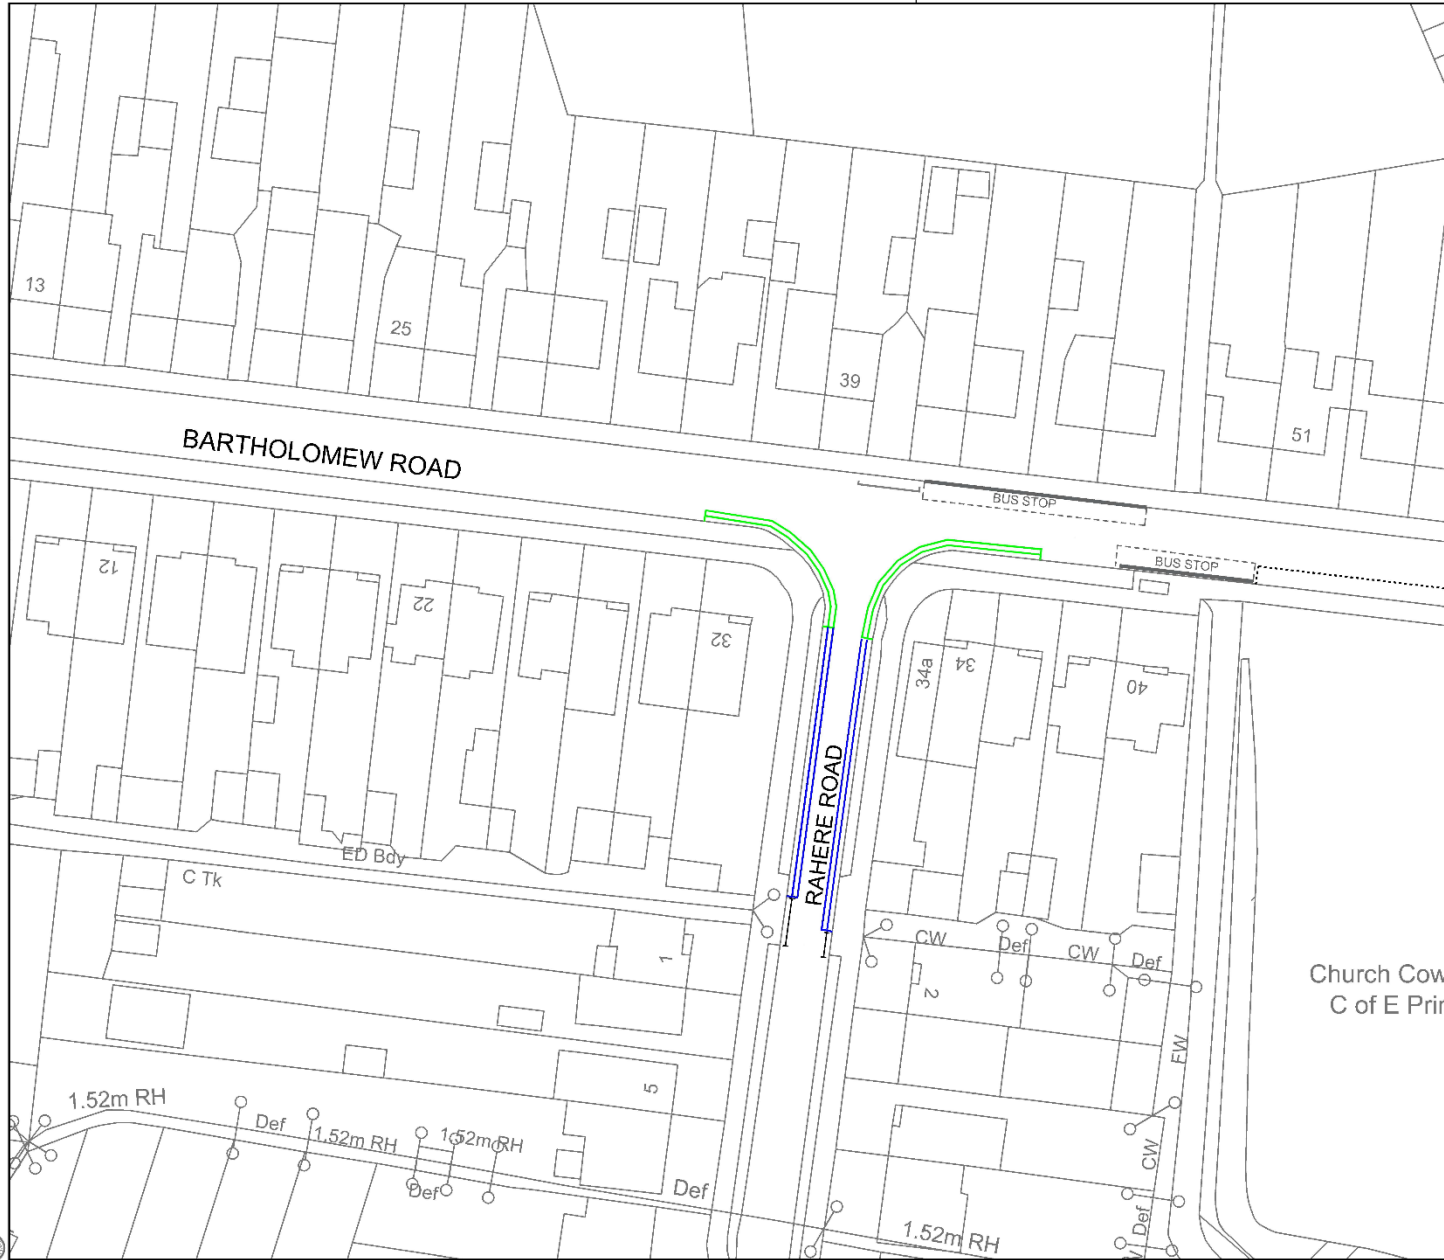 13
25
39
51
BARTHOLOMEW ROAD
BUS STOP
BUS STOP
12
22
32
34a
34
40
RAHERE ROAD
ED Bdy
C Tk
CW
Def
CW
Def
1
2
Church Cow
C of E Prin
FW
5
1.52m RH
Def
1.52m RH
1.52m RH
Def
Def
CW
Def
1.52m RH